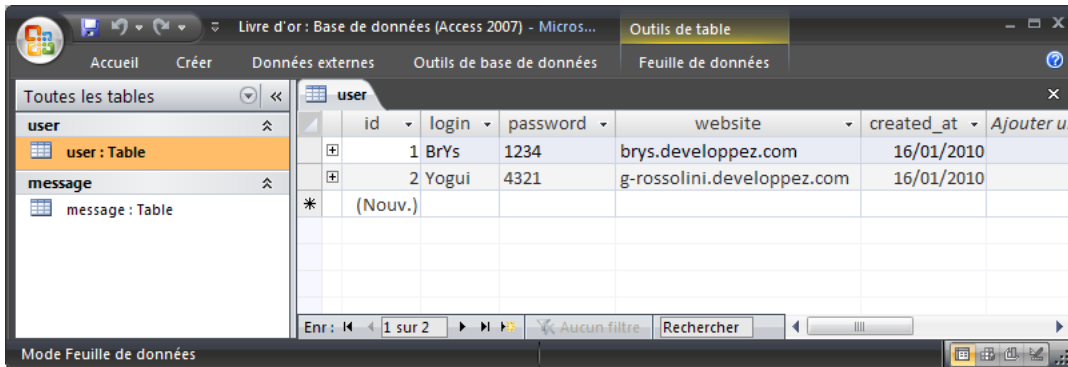 Livre d'or : Base de données (Access 2007) - Micros... Outils de table
Accueil Créer Données externes Outils de base de données Feuille de données
Toutes les tables
user
user : Table
message
message : Table
user
id login password website created_at Ajouter u
1 BrYs 1234 brys.developpez.com 16/01/2010
2 Yogui 4321 g-rossolini.developpez.com 16/01/2010
(Nouv.)
Enr : 1 sur 2 Aucun filtre Rechercher
Mode Feuille de données